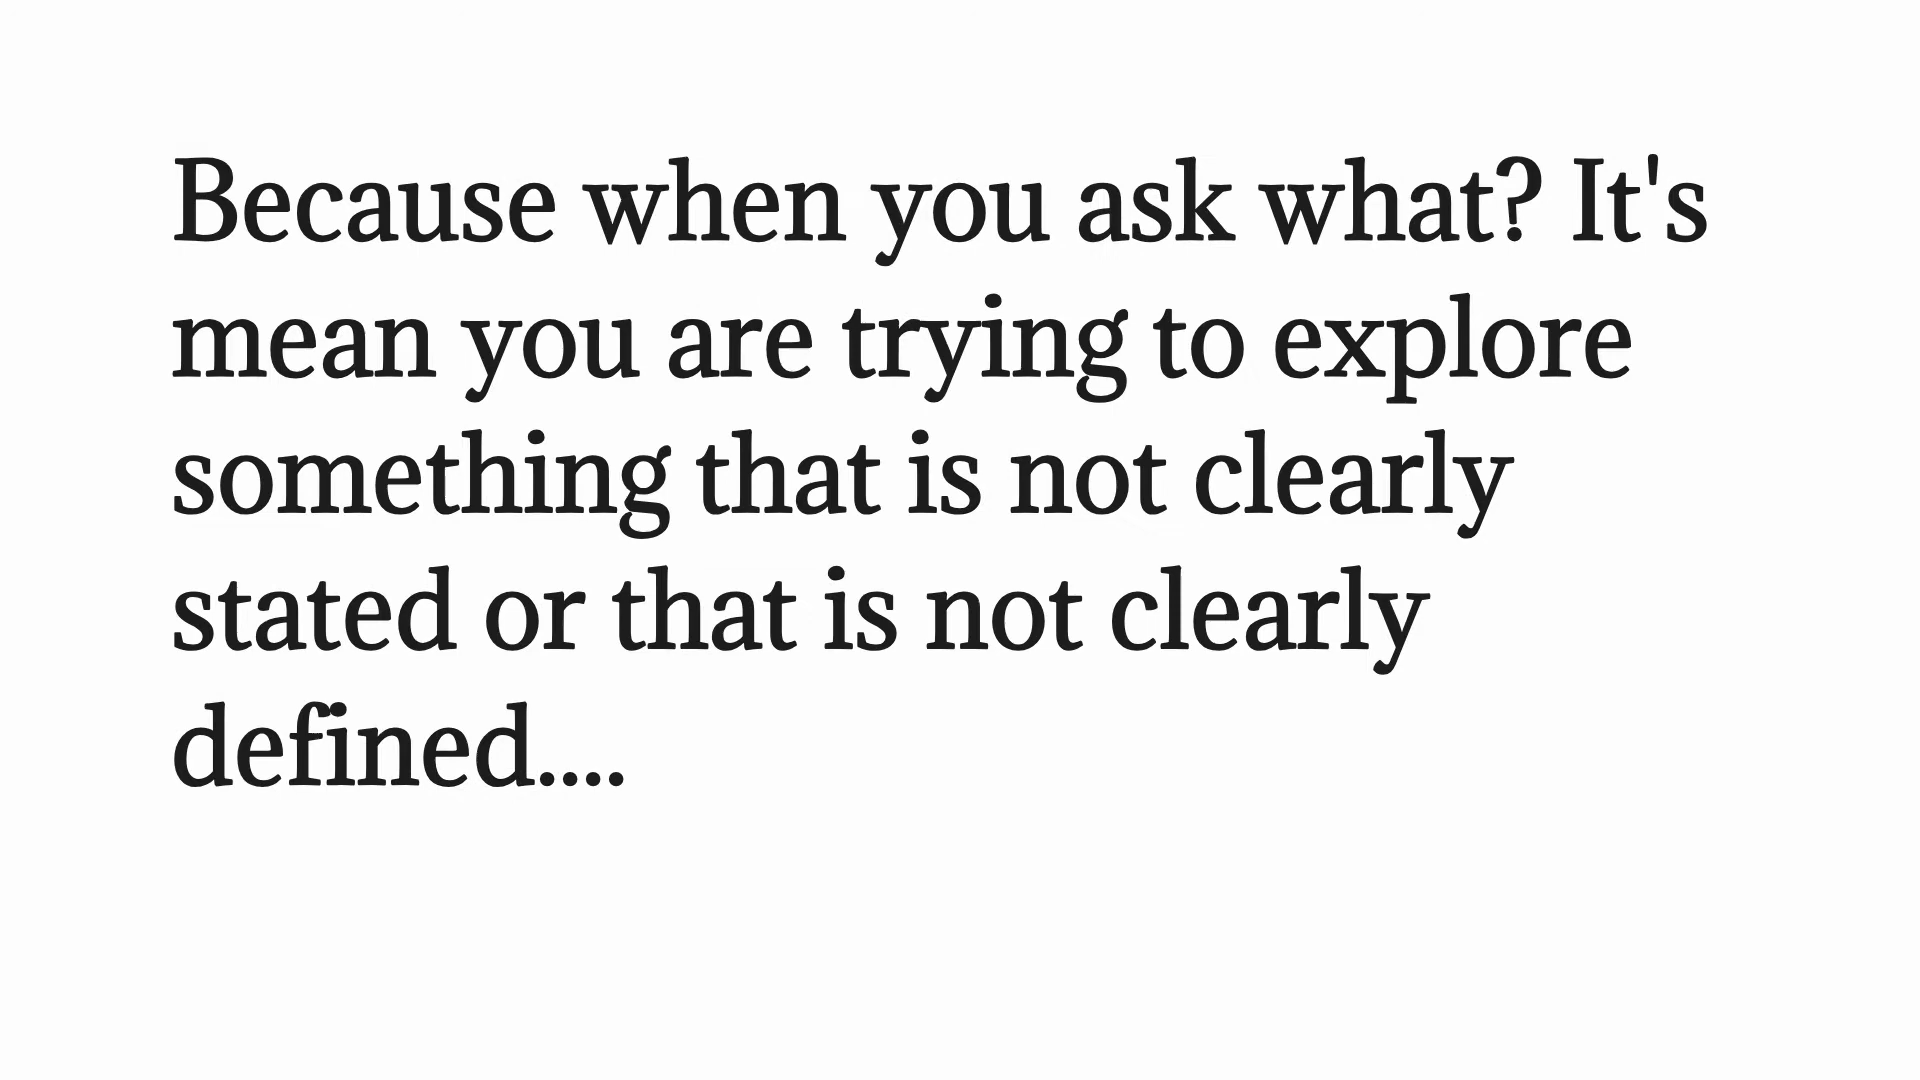 Because when you ask what? It's
mean you are trying to explore
something that is not clearly
stated or that is not clearly
defined....